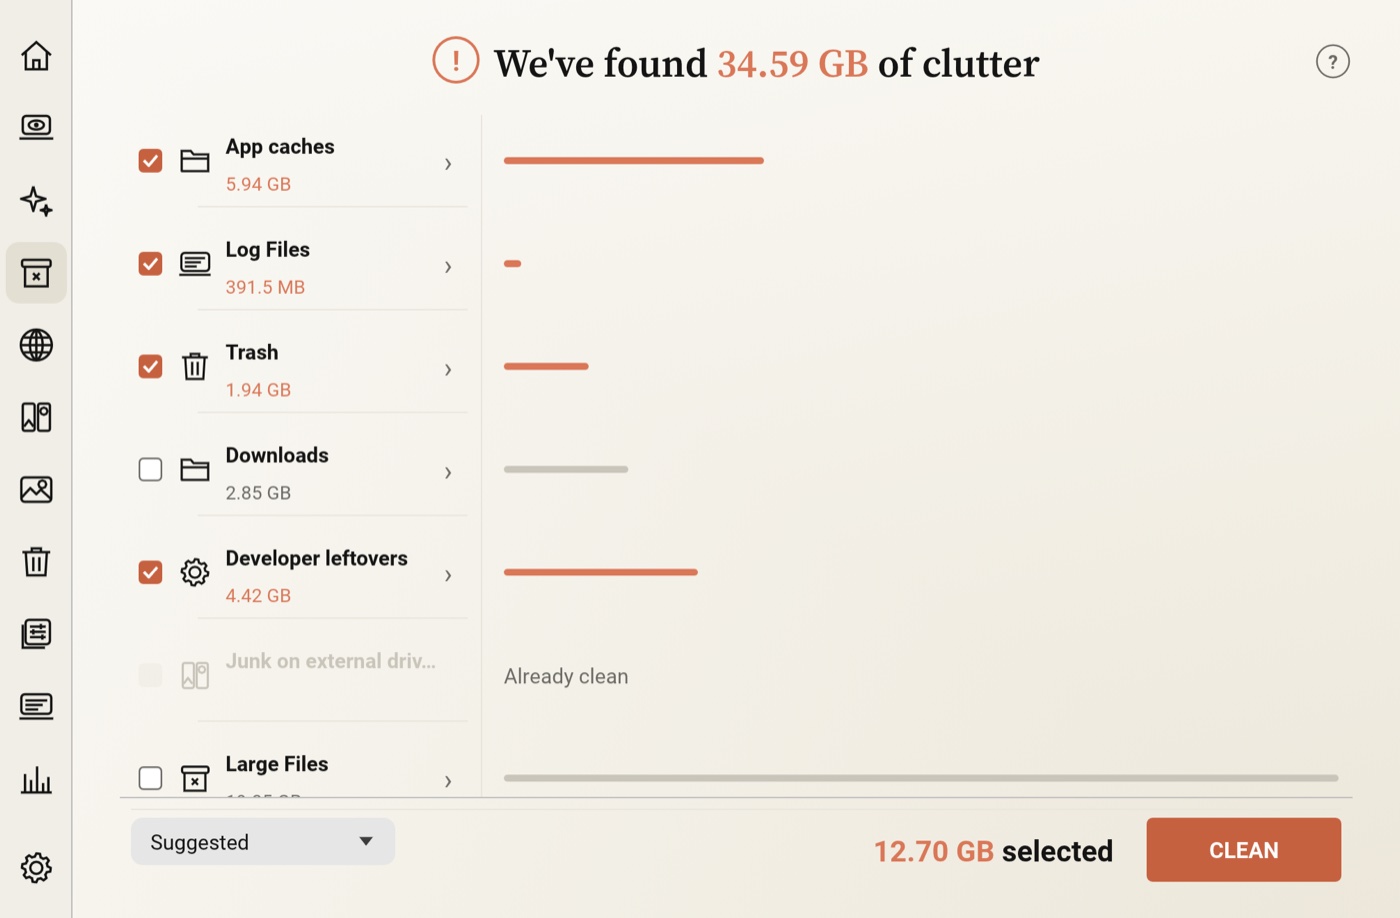 ! We've found 34.59 GB of clutter ?
App caches
5.94 GB
Log Files
391.5 MB
Trash
1.94 GB
Downloads
2.85 GB
Developer leftovers
4.42 GB
Junk on external driv...
Already clean
Large Files
Suggested
12.70 GB selected
CLEAN